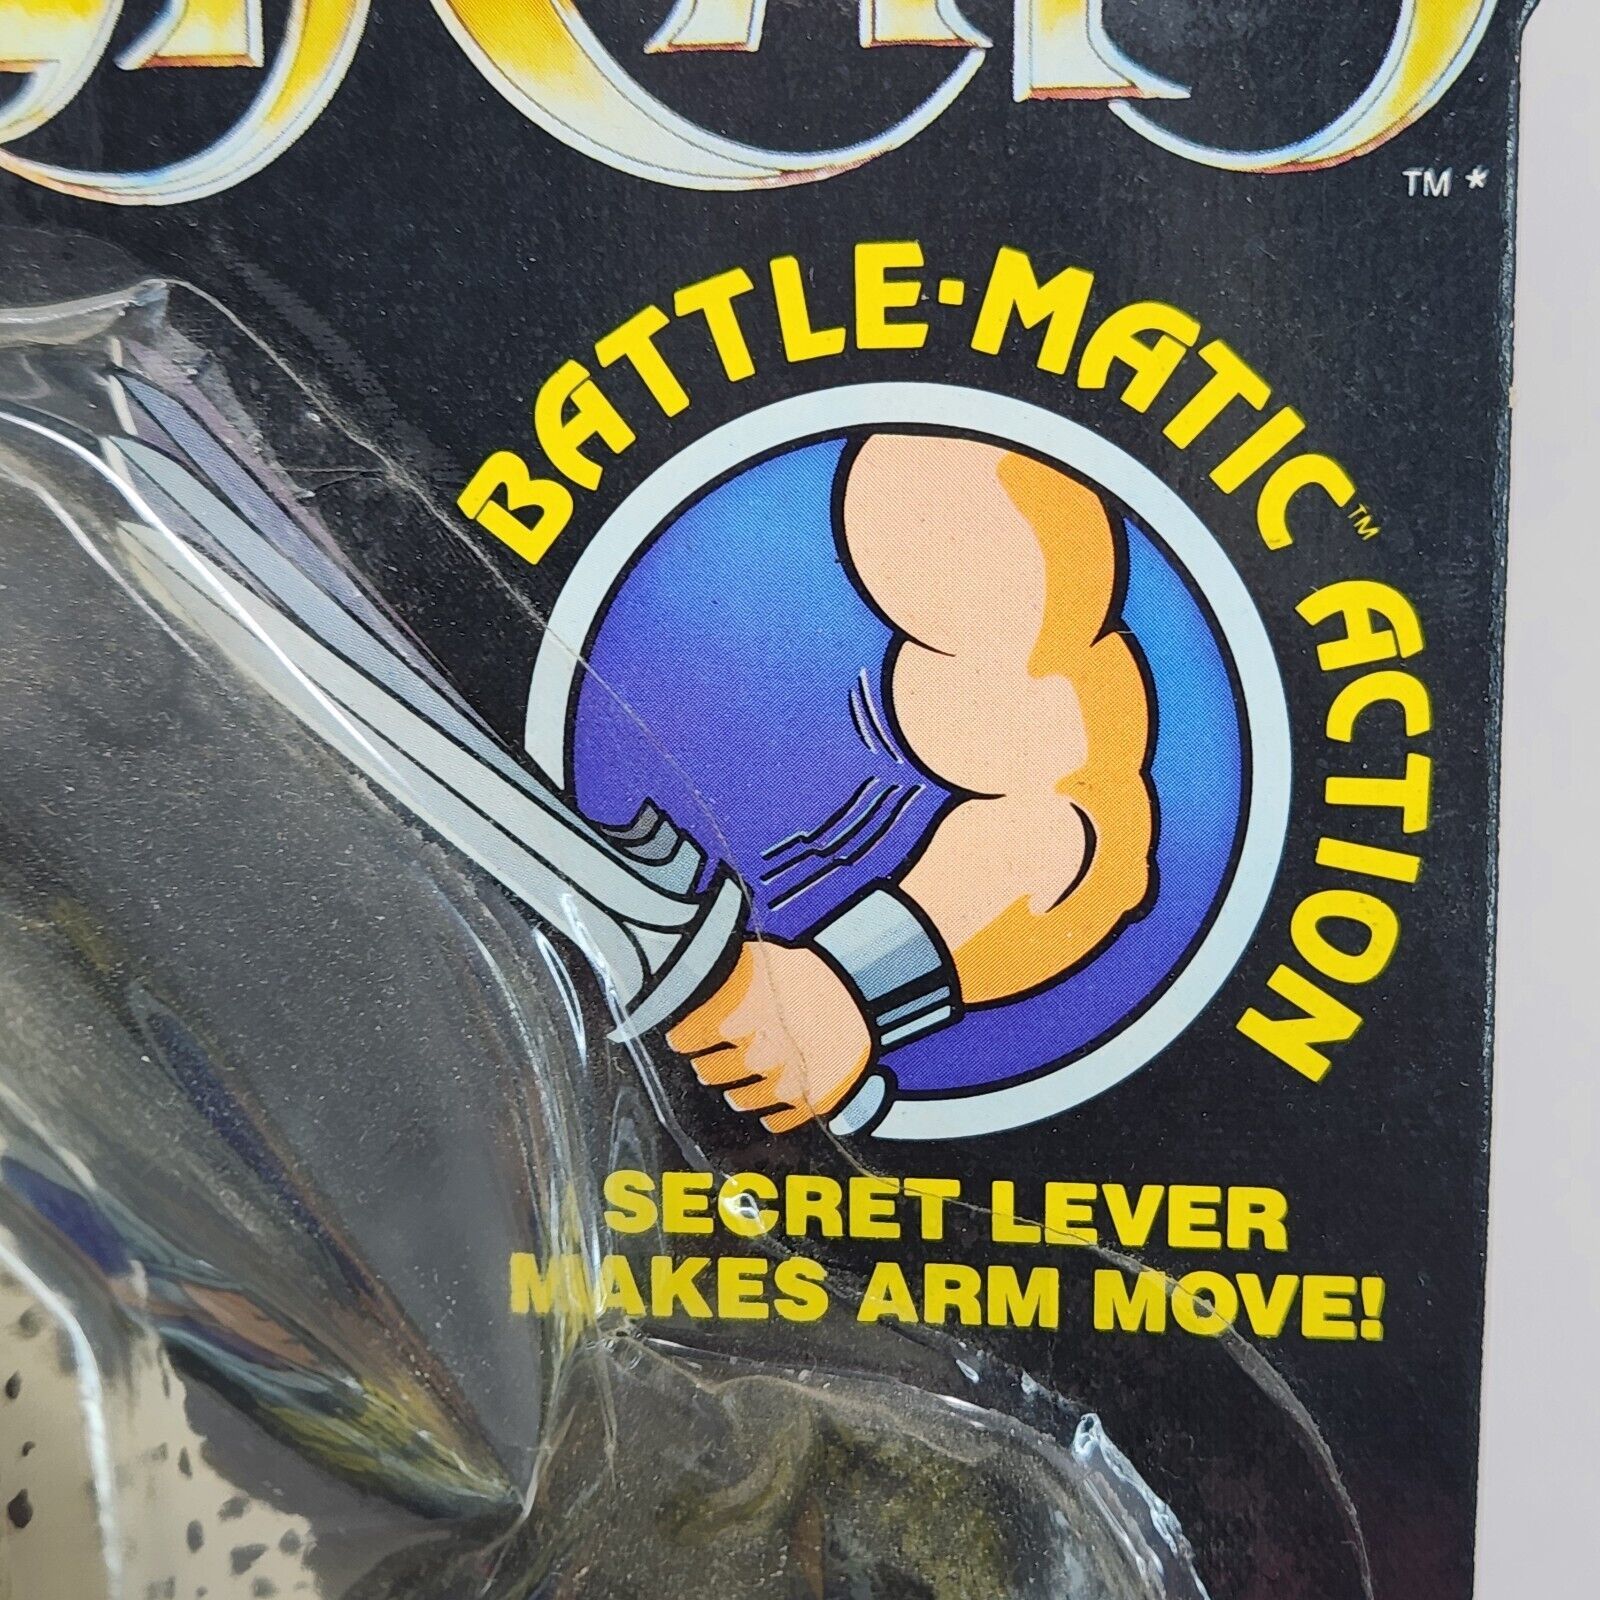 TM *
BATTLE-MATIC™ ACTION
SECRET LEVER
MAKES ARM MOVE!